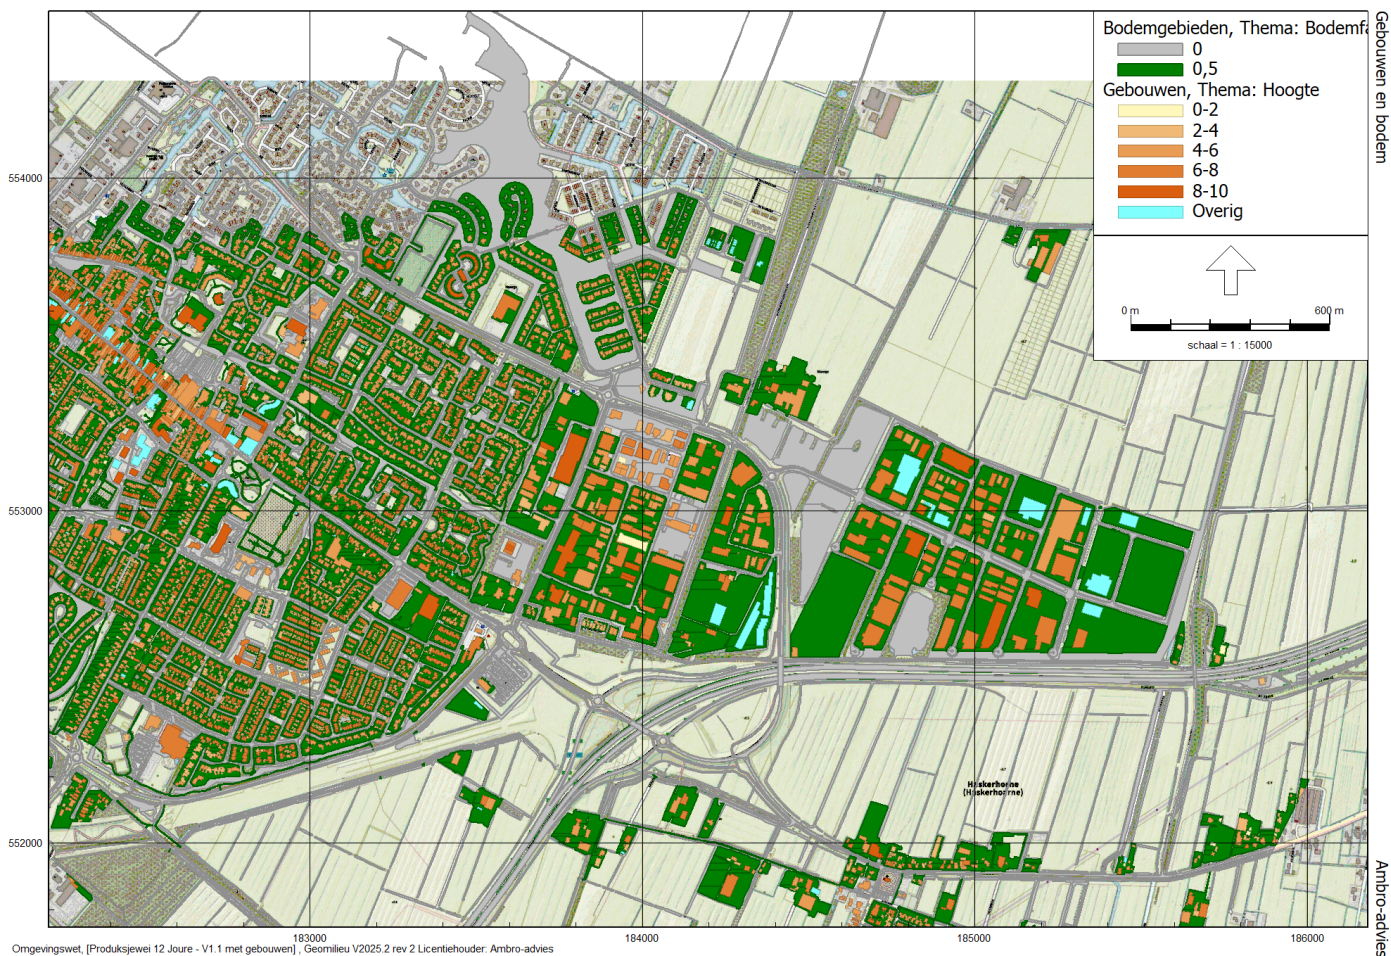 Bodemgebieden, Thema: Bodemfa
0
0,5
Gebouwen, Thema: Hoogte
0-2
2-4
4-6
6-8
8-10
Overig
0 m
600 m
schaal = 1 : 15000
Gebouwen en bodem
554000
553000
552000
Haskerhorne
(Haskerhoarne)
183000
184000
185000
186000
Omgevingswet, [Produksjewei 12 Joure - V1.1 met gebouwen] , Geomilieu V2025.2 rev 2 Licentiehouder: Ambro-advies
Ambro-advies